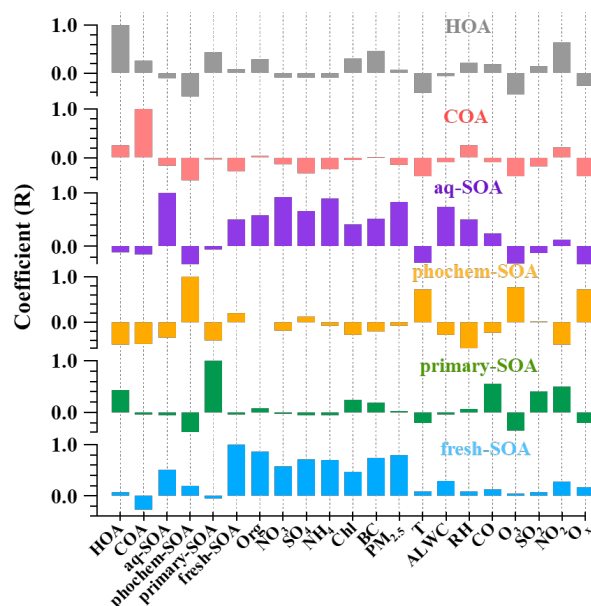 Coefficient (R)
1.0
0.0
HOA
1.0
0.0
COA
1.0
0.0
aq-SOA
1.0
0.0
phochem-SOA
1.0
0.0
primary-SOA
1.0
0.0
fresh-SOA
HOA
COA
aq-SOA
phochem-SOA
primary-SOA
fresh-SOA
Org
NO₃
SO₄
NH₄
Chl
BC
PM₂.₅
T
ALWC
RH
CO
O₃
SO₂
NO₂
Oₓ